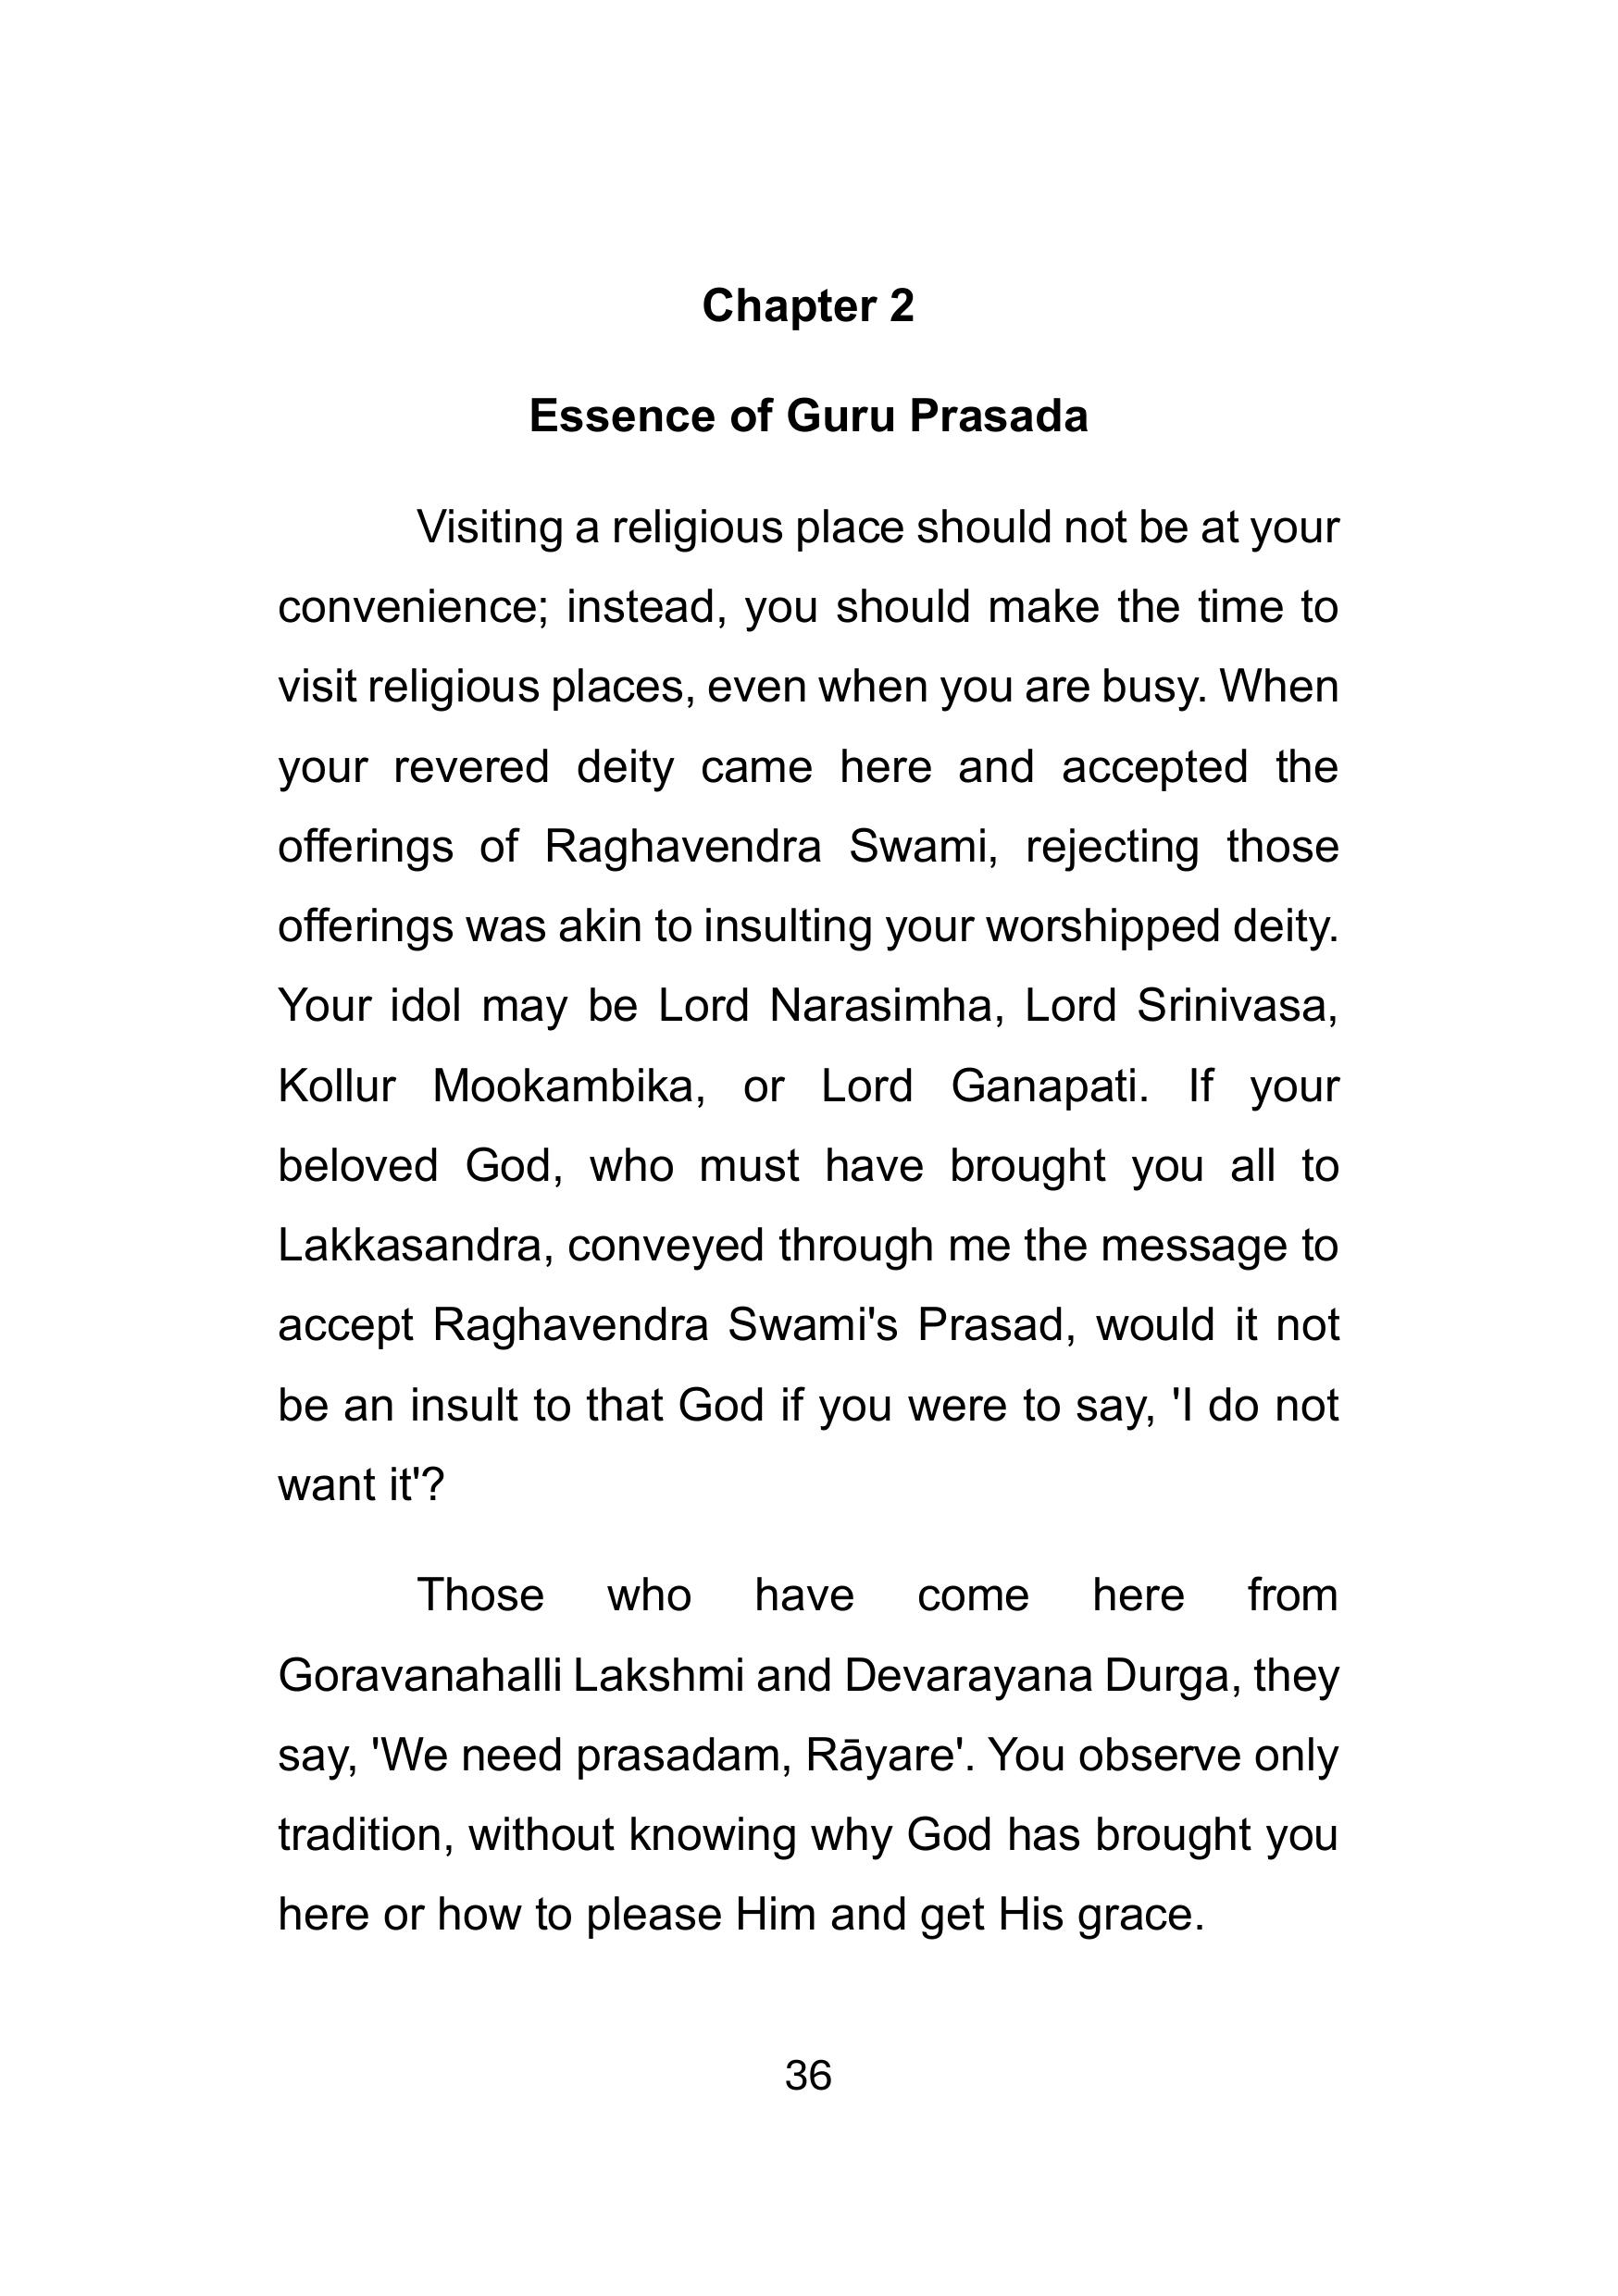 Chapter 2
Essence of Guru Prasada
Visiting a religious place should not be at your
convenience; instead, you should make the time to
visit religious places, even when you are busy. When
your revered deity came here and accepted the
offerings of Raghavendra Swami, rejecting those
offerings was akin to insulting your worshipped deity.
Your idol may be Lord Narasimha, Lord Srinivasa,
Kollur Mookambika, or Lord Ganapati. If your
beloved God, who must have brought you all to
Lakkasandra, conveyed through me the message to
accept Raghavendra Swami's Prasad, would it not
be an insult to that God if you were to say, 'I do not
want it'?
Those who have come here from
Goravanahalli Lakshmi and Devarayana Durga, they
say, 'We need prasadam, Rāyare'. You observe only
tradition, without knowing why God has brought you
here or how to please Him and get His grace.
36